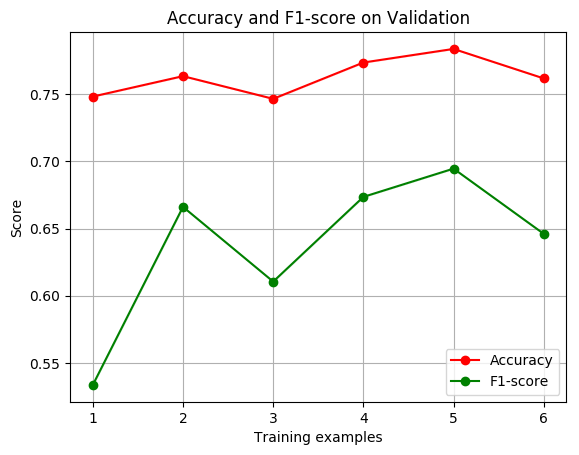 Accuracy and F1-score on Validation
Score
0.75
0.70
0.65
0.60
0.55
Accuracy
F1-score
1 2 3 4 5 6
Training examples